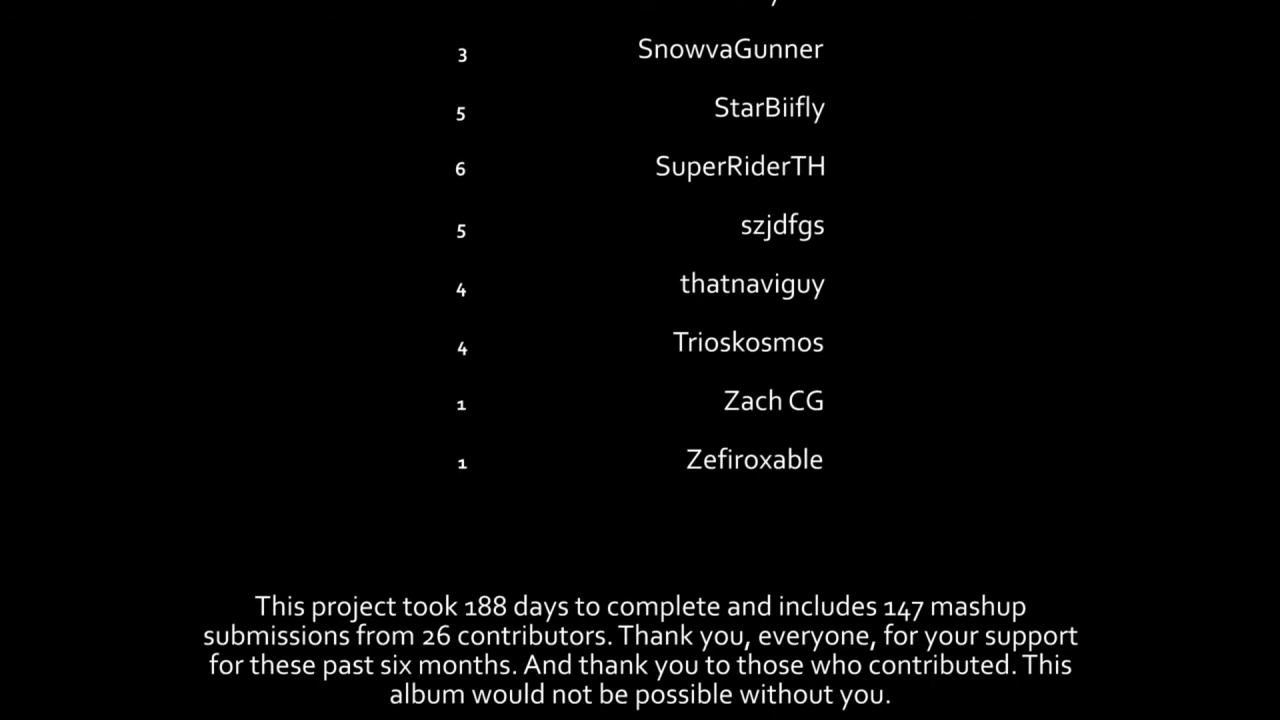 3 SnowvaGunner
5 StarBiifly
6 SuperRiderTH
5 szjdfgs
4 thatnaviguy
4 Trioskosmos
1 Zach CG
1 Zefiroxable
This project took 188 days to complete and includes 147 mashup
submissions from 26 contributors. Thank you, everyone, for your support
for these past six months. And thank you to those who contributed. This
album would not be possible without you.